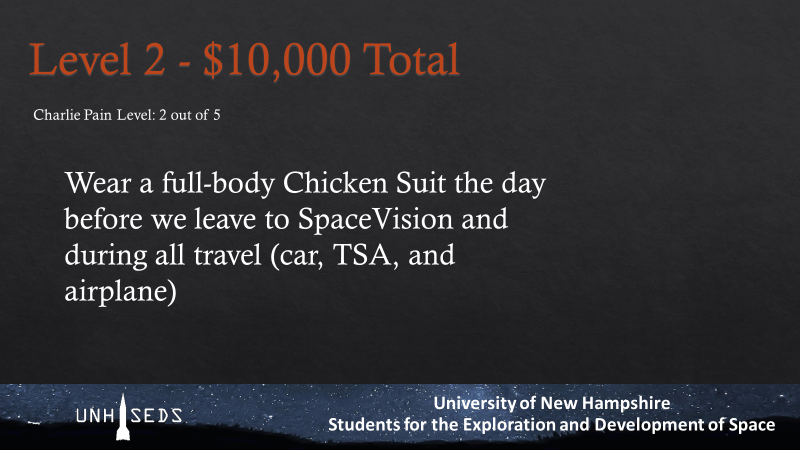 Level 2 - $10,000 Total
Charlie Pain Level: 2 out of 5
Wear a full-body Chicken Suit the day
before we leave to SpaceVision and
during all travel (car, TSA, and
airplane)
UNH SEDS
University of New Hampshire
Students for the Exploration and Development of Space